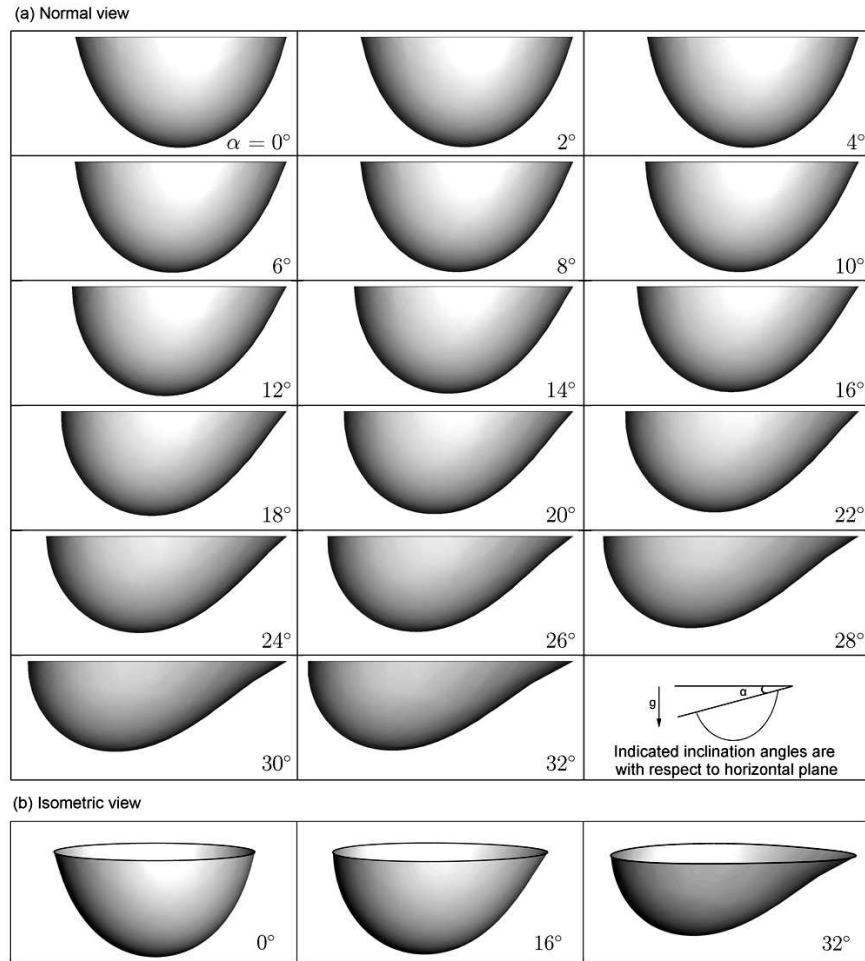 (a) Normal view
α = 0°
2°
4°
6°
8°
10°
12°
14°
16°
18°
20°
22°
24°
26°
28°
30°
32°
g
α
Indicated inclination angles are
with respect to horizontal plane
(b) Isometric view
0°
16°
32°